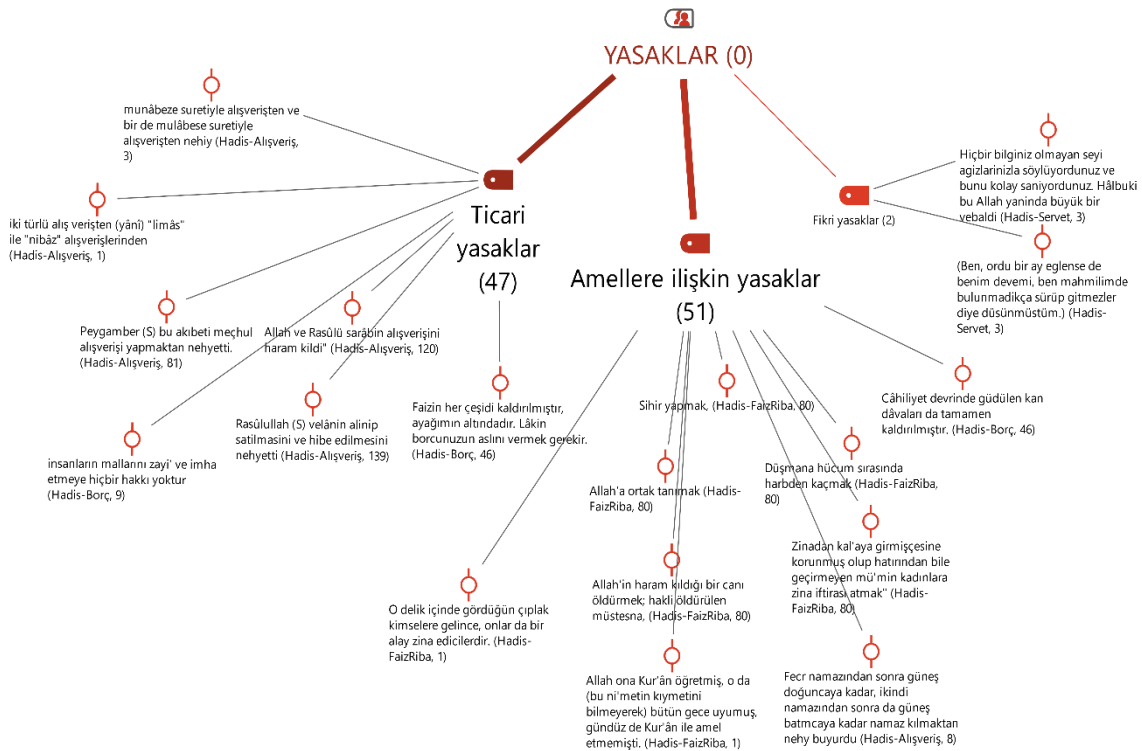 YASAKLAR (0)
munâbeze suretiyle alışverişten ve
bir de mulâbese suretiyle
alışverişten nehiy (Hadis-Alışveriş,
3)
iki türlü alış verişten (yânî) "limâs"
ile "nibâz" alışverişlerinden
(Hadis-Alışveriş, 1)
Ticari
yasaklar
(47)
Peygamber (S) bu akıbeti meçhul
alışverişi yapmaktan nehyetti.
(Hadis-Alışveriş, 81)
Allah ve Rasûlü sarâbin alışverişini
haram kildi" (Hadis-Alışveriş, 120)
insanların mallarını zayi' ve imha
etmeye hiçbir hakkı yoktur
(Hadis-Borç, 9)
Rasûlullah (S) velânin alinip
satilmasini ve hibe edilmesini
nehyetti (Hadis-Alışveriş, 139)
Faizin her çeşidi kaldırılmıştır,
ayağımın altındadır. Lâkin
borcunuzun aslını vermek gerekir.
(Hadis-Borç, 46)
Amellere ilişkin yasaklar
(51)
O delik içinde gördüğün çıplak
kimselere gelince, onlar da bir
alay zina edicilerdir. (Hadis-
FaizRiba, 1)
Sihir yapmak, (Hadis-FaizRiba, 80)
Allah'a ortak tanımak (Hadis-
FaizRiba, 80)
Allah'in haram kıldığı bir canı
öldürmek; hakli öldürülen
müstesna, (Hadis-FaizRiba, 80)
Allah ona Kur'ân öğretmiş, o da
(bu ni'metin kıymetini
bilmeyerek) bütün gece uyumuş,
gündüz de Kur'ân ile amel
etmemişti. (Hadis-FaizRiba, 1)
Câhiliyet devrinde güdülen kan
dâvaları da tamamen
kaldırılmıştır. (Hadis-Borç, 46)
Düşmana hücum sırasında
harbden kaçmak (Hadis-FaizRiba,
80)
Zinadan kal'aya girmişçesine
korunmuş olup hatırından bile
geçirmeyen mü'min kadınlara
zina iftirası atmak" (Hadis-
FaizRiba, 80)
Fecr namazından sonra güneş
doğuncaya kadar, ikindi
namazından sonra da güneş
batmcaya kadar namaz kılmaktan
nehy buyurdu (Hadis-Alışveriş, 8)
Fikri yasaklar (2)
Hiçbir bilginiz olmayan seyi
agizlarinizla söylüyordunuz ve
bunu kolay saniyordunuz. Hâlbuki
bu Allah yaninda büyük bir
vebaldi (Hadis-Servet, 3)
(Ben, ordu bir ay eglense de
benim devemi, ben mahmilimde
bulunmadikça sürüp gitmezler
diye düsünmüstüm.) (Hadis-
Servet, 3)